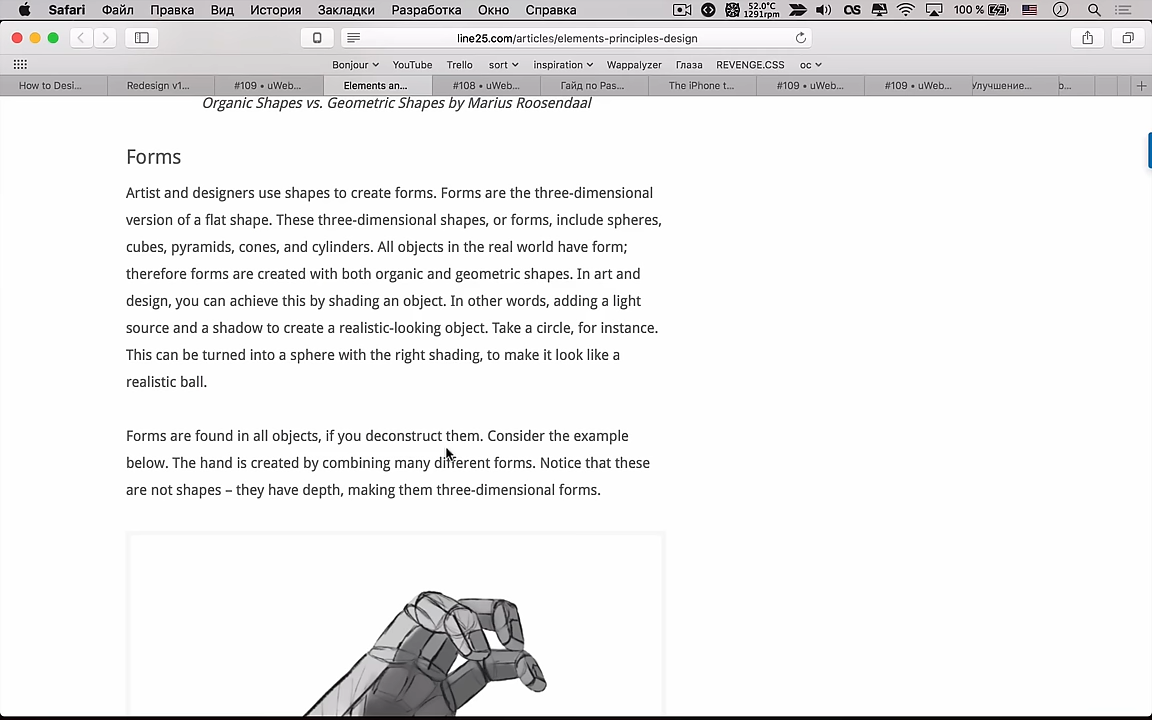 Safari Файл Правка Вид История Закладки Разработка Окно Справка 52.0°C 1291rpm 100 %
line25.com/articles/elements-principles-design
Bonjour YouTube Trello sort inspiration Wappalyzer Глаза REVENGE.CSS ос
How to Desi... Redesign v1... #109 • uWeb... Elements an... #108 • uWeb... Гайд по Pas... The iPhone t... #109 • uWeb... #109 • uWeb... Улучшение...
Organic Shapes vs. Geometric Shapes by Marius Roosendaal
Forms
Artist and designers use shapes to create forms. Forms are the three-dimensional
version of a flat shape. These three-dimensional shapes, or forms, include spheres,
cubes, pyramids, cones, and cylinders. All objects in the real world have form;
therefore forms are created with both organic and geometric shapes. In art and
design, you can achieve this by shading an object. In other words, adding a light
source and a shadow to create a realistic-looking object. Take a circle, for instance.
This can be turned into a sphere with the right shading, to make it look like a
realistic ball.
Forms are found in all objects, if you deconstruct them. Consider the example
below. The hand is created by combining many different forms. Notice that these
are not shapes – they have depth, making them three-dimensional forms.